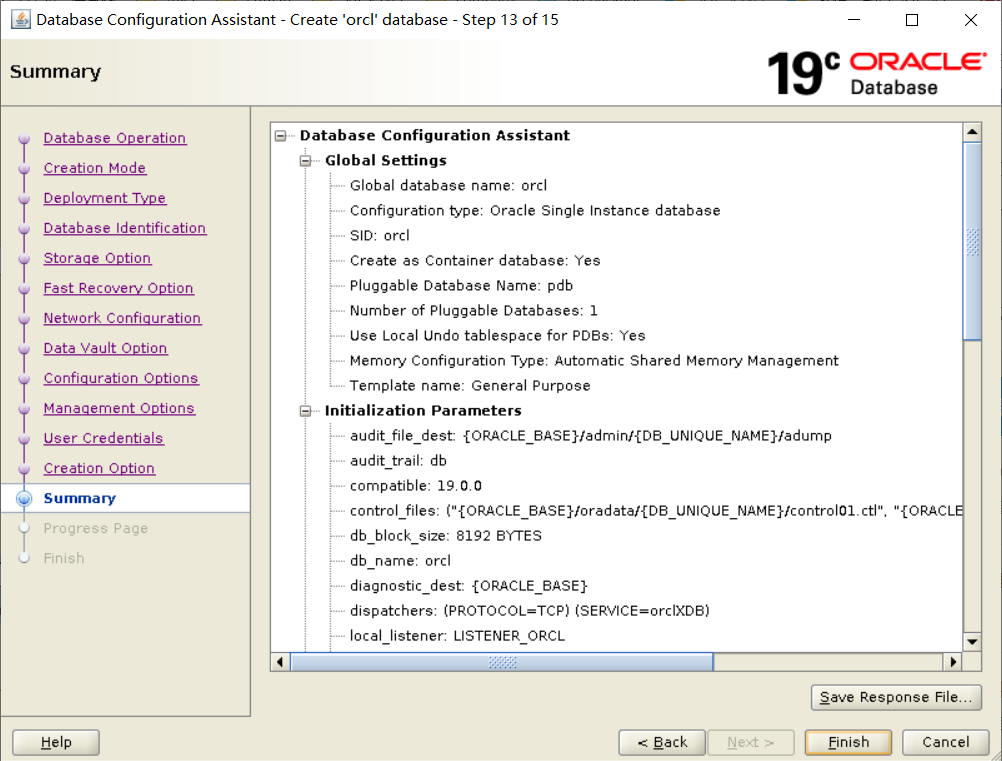 Database Configuration Assistant - Create 'orcl' database - Step 13 of 15
Summary
19c ORACLE
Database
Database Operation
Creation Mode
Deployment Type
Database Identification
Storage Option
Fast Recovery Option
Network Configuration
Data Vault Option
Configuration Options
Management Options
User Credentials
Creation Option
Summary
Progress Page
Finish
Database Configuration Assistant
Global Settings
Global database name: orcl
Configuration type: Oracle Single Instance database
SID: orcl
Create as Container database: Yes
Pluggable Database Name: pdb
Number of Pluggable Databases: 1
Use Local Undo tablespace for PDBs: Yes
Memory Configuration Type: Automatic Shared Memory Management
Template name: General Purpose
Initialization Parameters
audit_file_dest: {ORACLE_BASE}/admin/{DB_UNIQUE_NAME}/adump
audit_trail: db
compatible: 19.0.0
control_files: ("{ORACLE_BASE}/oradata/{DB_UNIQUE_NAME}/control01.ctl", "{ORACLE
db_block_size: 8192 BYTES
db_name: orcl
diagnostic_dest: {ORACLE_BASE}
dispatchers: (PROTOCOL=TCP) (SERVICE=orclXDB)
local_listener: LISTENER_ORCL
Save Response File...
Help
< Back
Next >
Finish
Cancel